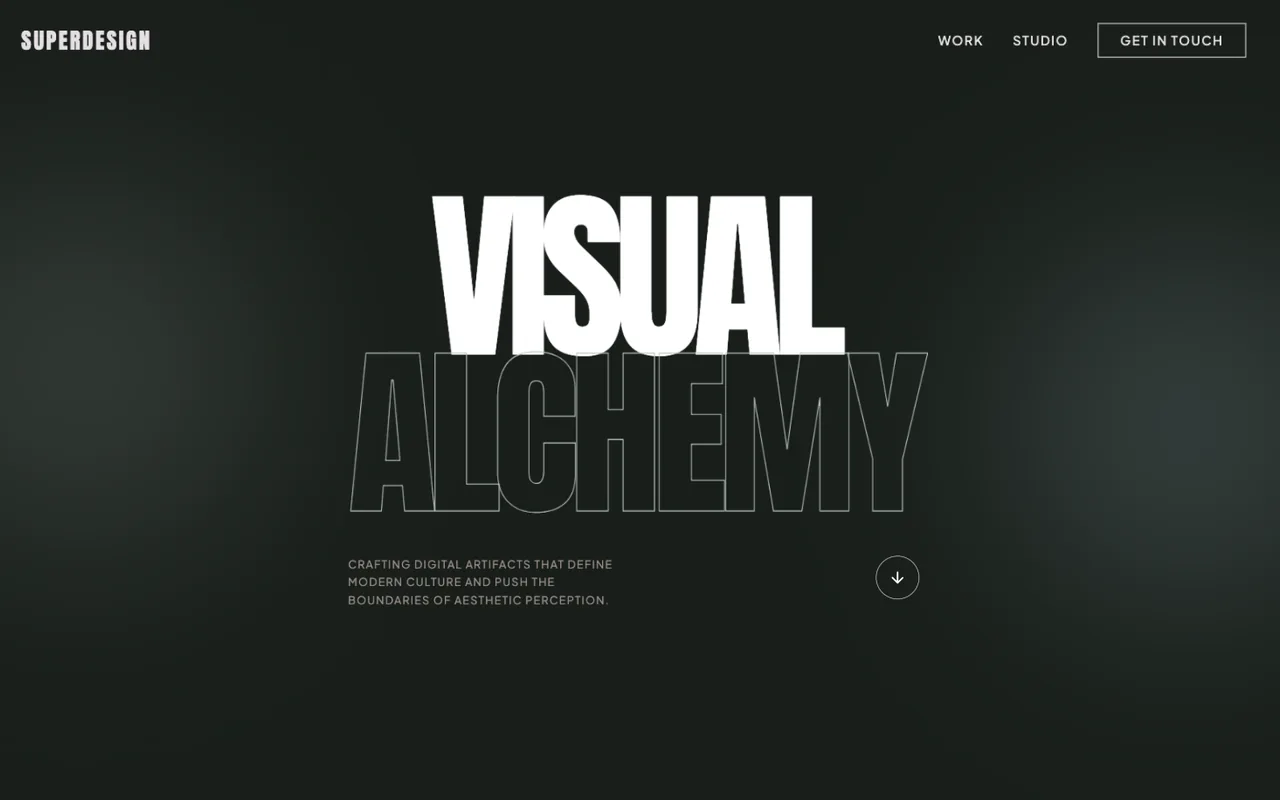 SUPERDESIGN
WORK STUDIO GET IN TOUCH
VISUAL
ALCHEMY
CRAFTING DIGITAL ARTIFACTS THAT DEFINE
MODERN CULTURE AND PUSH THE
BOUNDARIES OF AESTHETIC PERCEPTION.